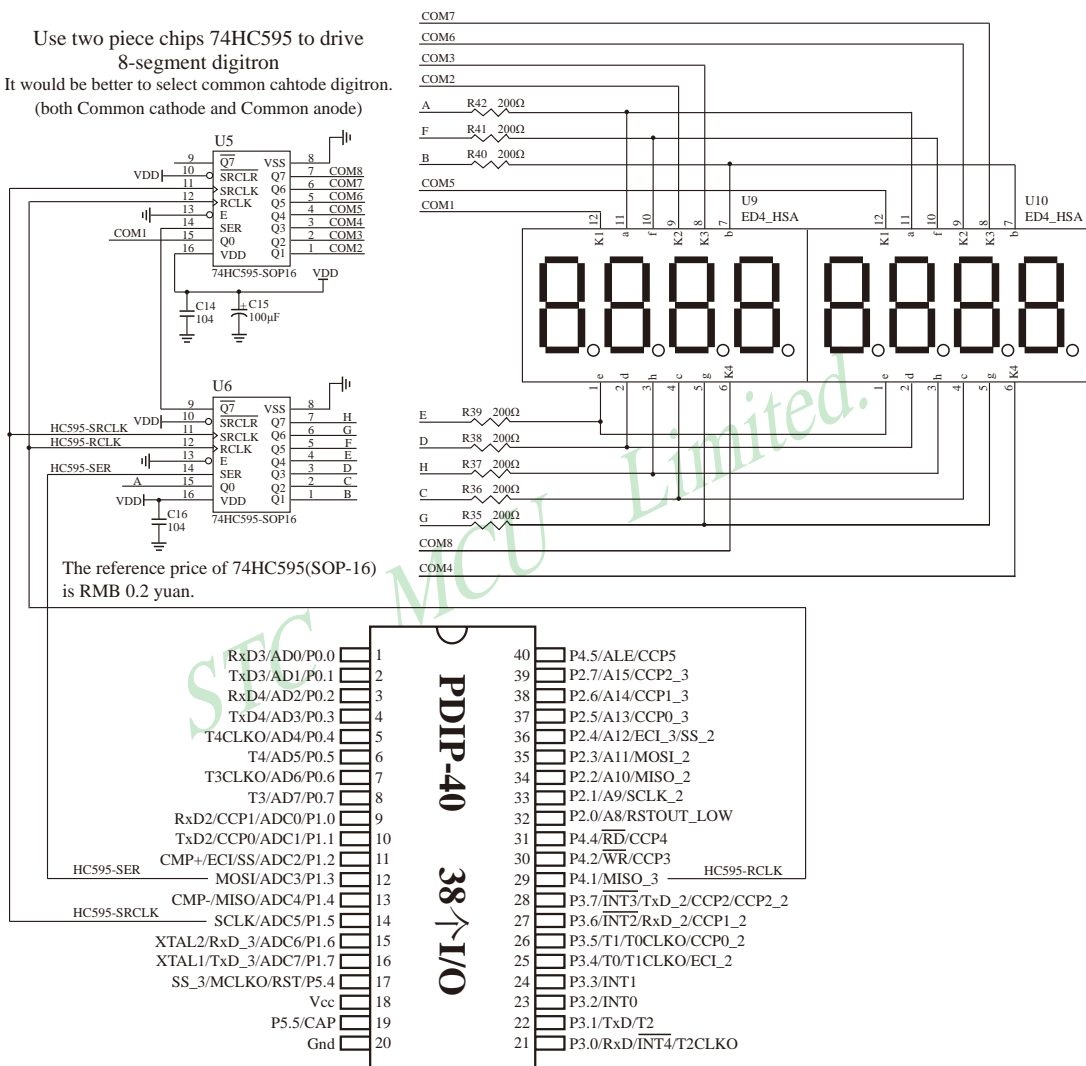 Use two piece chips 74HC595 to drive
8-segment digitron
It would be better to select common cahtode digitron.
(both Common cathode and Common anode)
COM7
COM6
COM3
COM2
A R42 200Ω
F R41 200Ω
B R40 200Ω
COM5
COM1
U5
9 Q7 VSS 8
VDD 10 SRCLR Q7 7 COM8
11 SRCLK Q6 6 COM7
12 RCLK Q5 5 COM6
13 E Q4 4 COM5
14 SER Q3 3 COM4
COM1 15 Q0 Q2 2 COM3
16 VDD Q1 1 COM2
74HC595-SOP16
VDD
C14
104
+ C15
100µF
U9
ED4_HSA
12 11 10 9 8 7
K1 a f K2 K3 b
U10
ED4_HSA
12 11 10 9 8 7
K1 a f K2 K3 b
e d h c g K4
1 2 3 4 5 6
e d h c g K4
1 2 3 4 5 6
U6
9 Q7 VSS 8
VDD 10 SRCLR Q7 7 H
HC595-SRCLK 11 SRCLK Q6 6 G
HC595-RCLK 12 RCLK Q5 5 F
13 E Q4 4 E
HC595-SER 14 SER Q3 3 D
A 15 Q0 Q2 2 C
VDD 16 VDD Q1 1 B
74HC595-SOP16
C16
104
E R39 200Ω
D R38 200Ω
H R37 200Ω
C R36 200Ω
G R35 200Ω
COM8
COM4
The reference price of 74HC595(SOP-16)
is RMB 0.2 yuan.
STC MCU Limited.
PDIP-40 38个I/O
RxD3/AD0/P0.0 1 40 P4.5/ALE/CCP5
TxD3/AD1/P0.1 2 39 P2.7/A15/CCP2_3
RxD4/AD2/P0.2 3 38 P2.6/A14/CCP1_3
TxD4/AD3/P0.3 4 37 P2.5/A13/CCP0_3
T4CLKO/AD4/P0.4 5 36 P2.4/A12/ECI_3/SS_2
T4/AD5/P0.5 6 35 P2.3/A11/MOSI_2
T3CLKO/AD6/P0.6 7 34 P2.2/A10/MISO_2
T3/AD7/P0.7 8 33 P2.1/A9/SCLK_2
RxD2/CCP1/ADC0/P1.0 9 32 P2.0/A8/RSTOUT_LOW
TxD2/CCP0/ADC1/P1.1 10 31 P4.4/RD/CCP4
CMP+/ECI/SS/ADC2/P1.2 11 30 P4.2/WR/CCP3
HC595-SER MOSI/ADC3/P1.3 12 29 P4.1/MISO_3 HC595-RCLK
CMP-/MISO/ADC4/P1.4 13 28 P3.7/INT3/TxD_2/CCP2/CCP2_2
HC595-SRCLK SCLK/ADC5/P1.5 14 27 P3.6/INT2/RxD_2/CCP1_2
XTAL2/RxD_3/ADC6/P1.6 15 26 P3.5/T1/T0CLKO/CCP0_2
XTAL1/TxD_3/ADC7/P1.7 16 25 P3.4/T0/T1CLKO/ECI_2
SS_3/MCLKO/RST/P5.4 17 24 P3.3/INT1
Vcc 18 23 P3.2/INT0
P5.5/CAP 19 22 P3.1/TxD/T2
Gnd 20 21 P3.0/RxD/INT4/T2CLKO